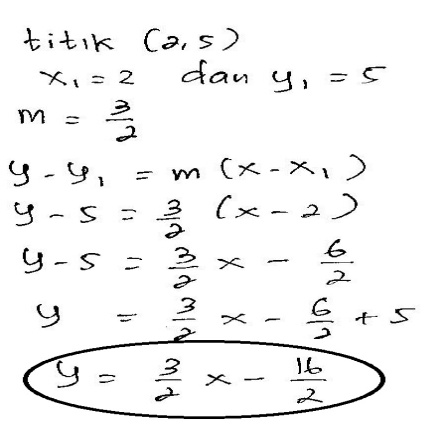 titik (2,5)
x₁ = 2 dan y₁ = 5
m = 3/2
y - y₁ = m (x - x₁)
y - 5 = 3/2 (x - 2)
y - 5 = 3/2 x - 6/2
y = 3/2 x - 6/2 + 5
y = 3/2 x - 16/2